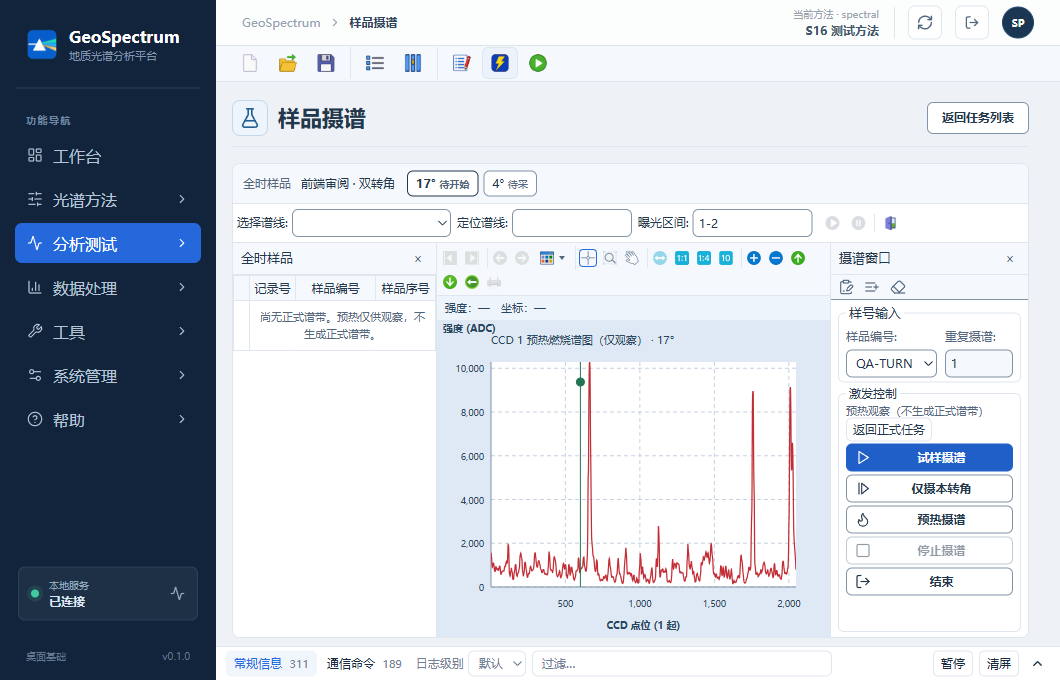 GeoSpectrum
地质光谱分析平台
功能导航
工作台
光谱方法
分析测试
数据处理
工具
系统管理
帮助
本地服务
已连接
桌面基础 v0.1.0
GeoSpectrum > 样品摄谱
当前方法 · spectral
S16 测试方法
SP
样品摄谱
返回任务列表
全时样品 前端审阅 · 双转角 17° 待开始 4° 待采
选择谱线: 定位谱线: 曝光区间: 1-2
全时样品 ×
记录号 样品编号 样品序号
尚无正式谱带。预热仅供观察，不
生成正式谱带。
1:1 1:4 10
强度： — 坐标： —
强度 (ADC)
CCD 1 预热燃烧谱图（仅观察） · 17°
10,000
8,000
6,000
4,000
2,000
0
500 1,000 1,500 2,000
CCD 点位 (1 起)
摄谱窗口 ×
样号输入
样品编号: 重复摄谱:
QA-TURN 1
激发控制
预热观察（不生成正式谱带）
返回正式任务
试样摄谱
仅摄本转角
预热摄谱
停止摄谱
结束
常规信息 311 通信命令 189 日志级别 默认 过滤... 暂停 清屏